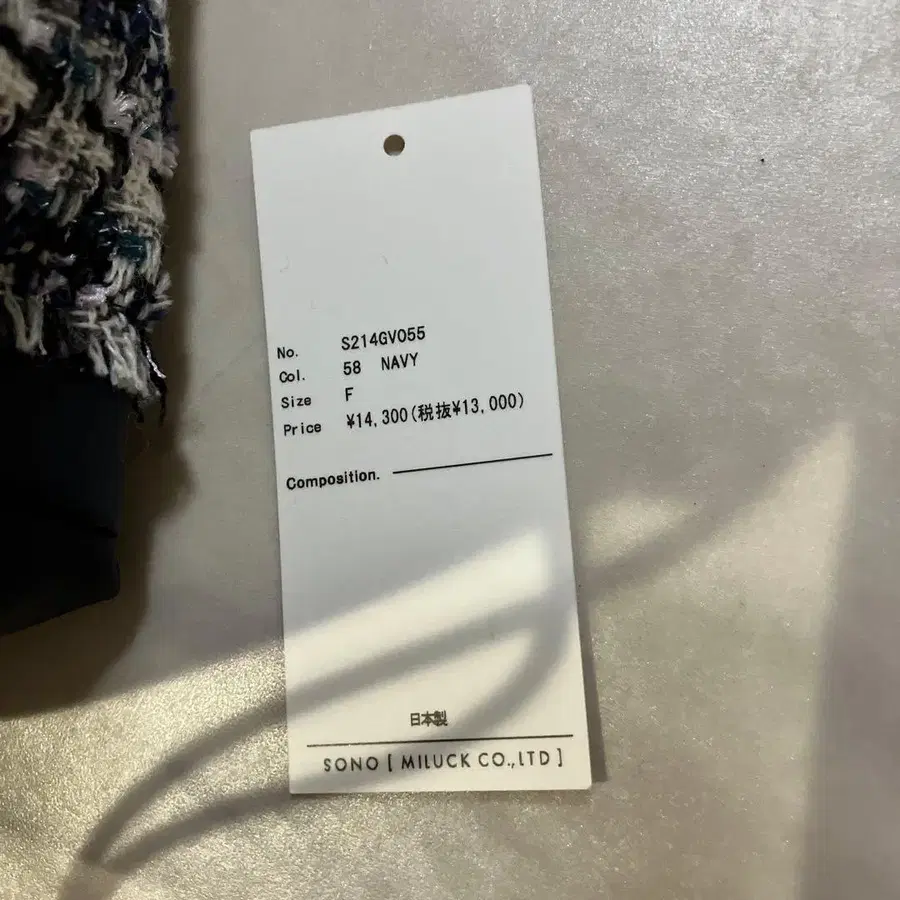 No. S214GV055
Col. 58 NAVY
Size F
Price ¥14,300(税抜¥13,000)
Composition.
日本製
SONO [ MILUCK CO.,LTD ]